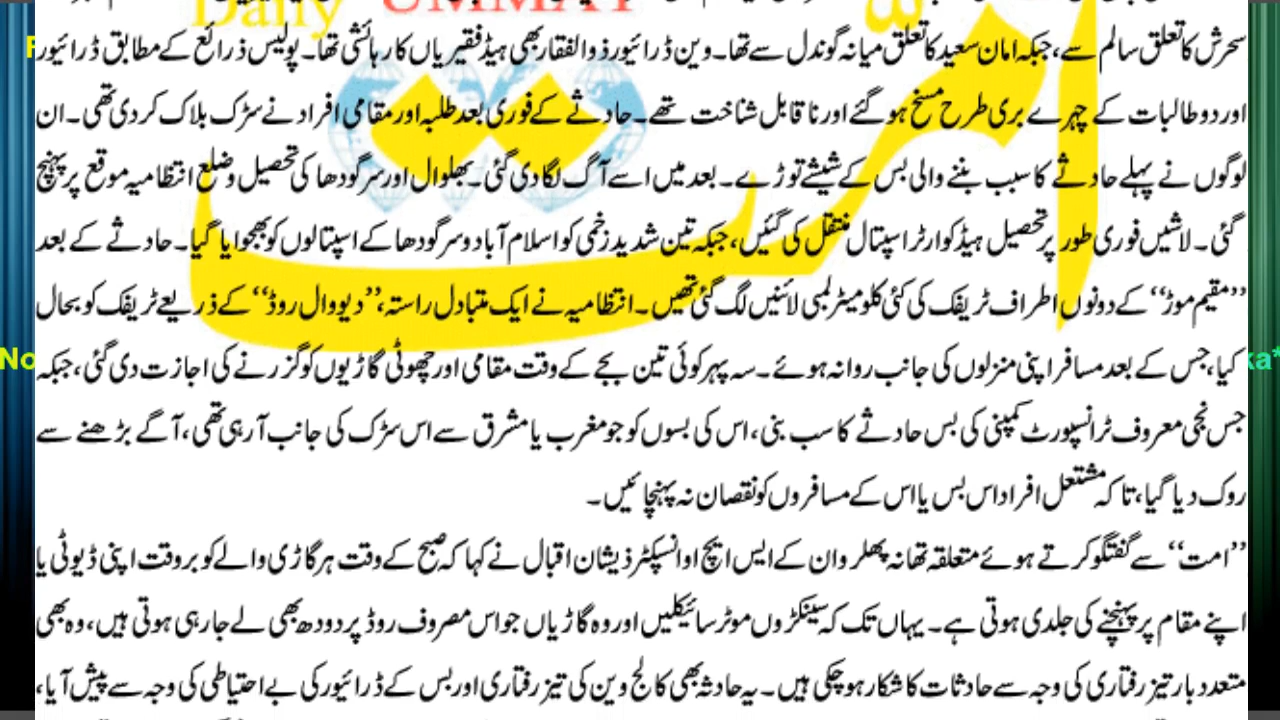 Daily UMMAT
سحرش کا تعلق سالم سے، جبکہ امان سعید کا تعلق میانہ گوندل سے تھا۔ وین ڈرائیور ذوالفقار بھی ہیڈ فقیریاں کا رہائشی تھا۔ پولیس ذرائع کے مطابق ڈرائیور
اور دو طالبات کے چہرے بری طرح مسخ ہو گئے اور ناقابل شناخت تھے۔ حادثے کے فوری بعد طلبہ اور مقامی افراد نے سڑک بلاک کر دی تھی۔ ان
لوگوں نے پہلے حادثے کا سبب بننے والی بس کے شیشے توڑے۔ بعد میں اسے آگ لگا دی گئی۔ بھلوال اور سرگودھا کی تحصیل و ضلع انتظامیہ موقع پر پہنچ
گئی۔ لاشیں فوری طور پر تحصیل ہیڈ کوارٹر اسپتال منتقل کی گئیں، جبکہ تین شدید زخمی کو اسلام آباد و سرگودھا کے اسپتالوں کو بھجوایا گیا۔ حادثے کے بعد
’’مقیم موڑ‘‘ کے دونوں اطراف ٹریفک کی کئی کلومیٹر لمبی لائنیں لگ گئی تھیں۔ انتظامیہ نے ایک متبادل راستہ، ’’دیووال روڈ‘‘ کے ذریعے ٹریفک کو بحال
کیا، جس کے بعد مسافر اپنی منزلوں کی جانب روانہ ہوئے۔ سہ پہر کوئی تین بجے کے وقت مقامی اور چھوٹی گاڑیوں کو گزرنے کی اجازت دی گئی، جبکہ
جس نجی معروف ٹرانسپورٹ کمپنی کی بس حادثے کا سب بنی، اس کی بسوں کو جو مغرب یا مشرق سے اس سڑک کی جانب آ رہی تھی، آگے بڑھنے سے
روک دیا گیا، تاکہ مشتعل افراد اس بس یا اس کے مسافروں کو نقصان نہ پہنچائیں۔
’’امت‘‘ سے گفتگو کرتے ہوئے متعلقہ تھانہ پھلروان کے ایس ایچ او انسپکٹر ذیشان اقبال نے کہا کہ صبح کے وقت ہر گاڑی والے کو بروقت اپنی ڈیوٹی یا
اپنے مقام پر پہنچنے کی جلدی ہوتی ہے۔ یہاں تک کہ سینکڑوں موٹر سائیکلیں اور وہ گاڑیاں جو اس مصروف روڈ پر دودھ بھی لے جا رہی ہوتی ہیں، وہ بھی
متعدد بار تیز رفتاری کی وجہ سے حادثات کا شکار ہو چکی ہیں۔ یہ حادثہ بھی کالج وین کی تیز رفتاری اور بس کے ڈرائیور کی بے احتیاطی کی وجہ سے پیش آیا،